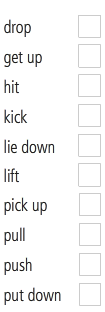 drop
get up
hit
kick
lie down
lift
pick up
pull
push
put down